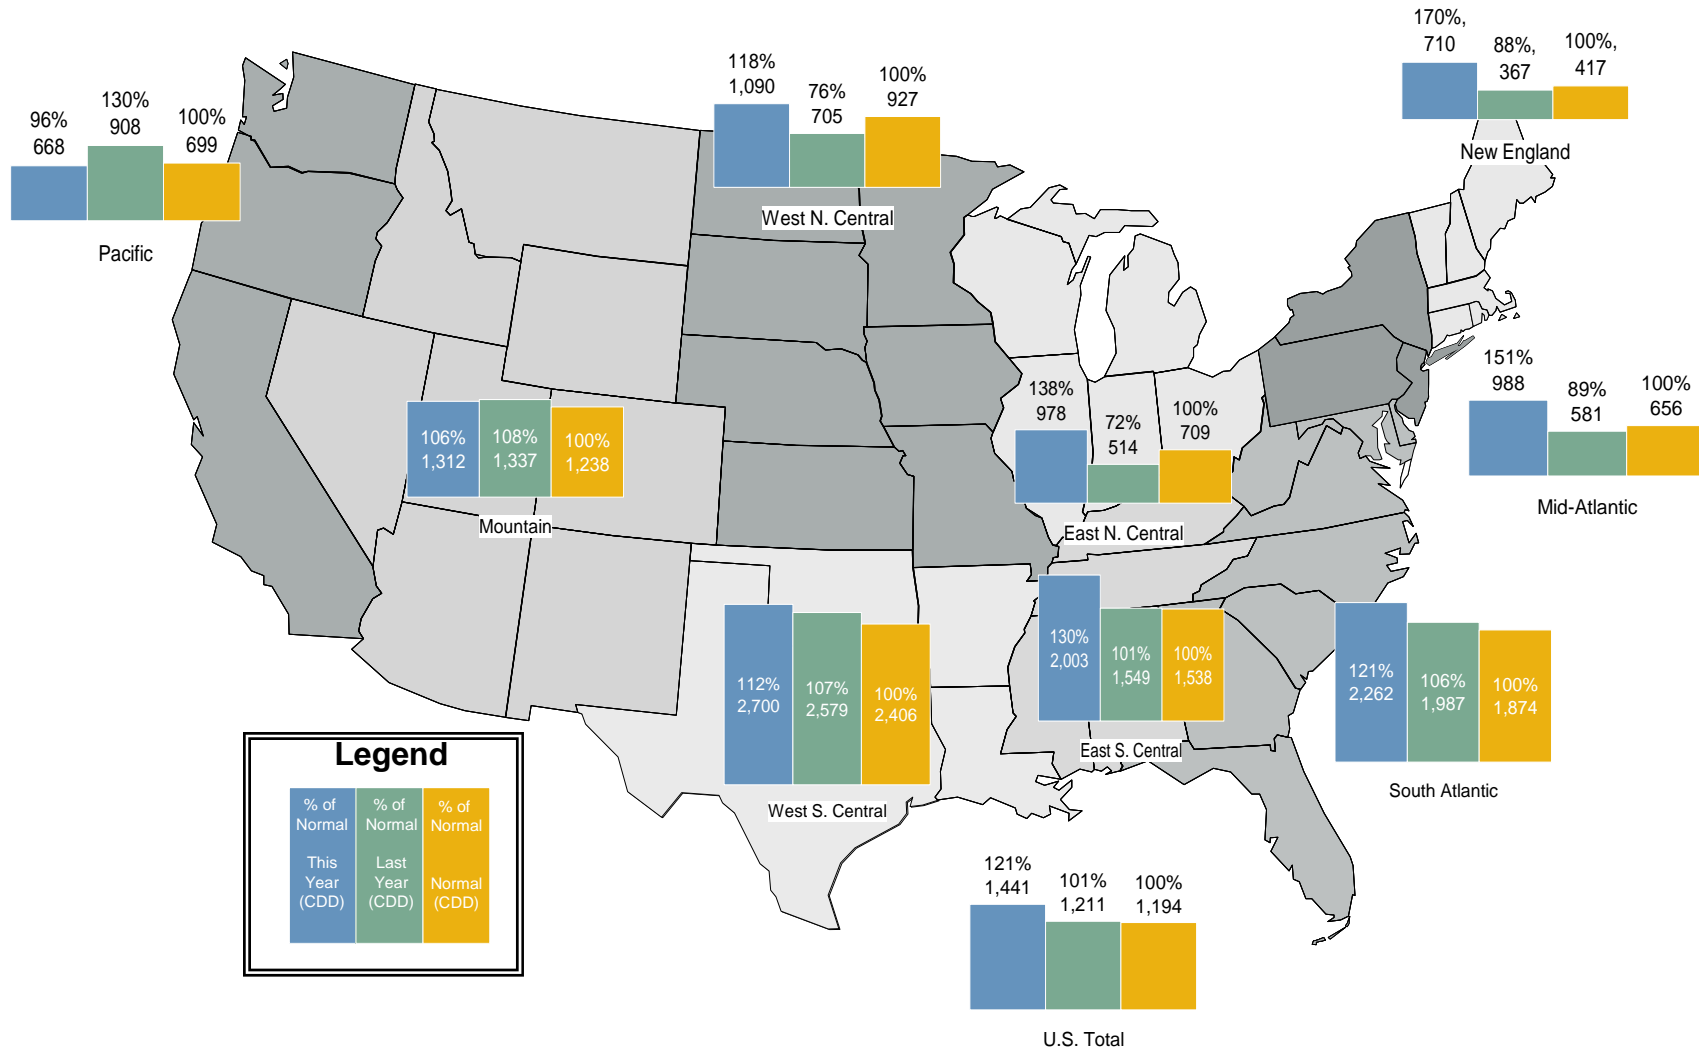 170%,
710
88%,
367
100%,
417
New England
118%
1,090
76%
705
100%
927
West N. Central
96%
668
130%
908
100%
699
Pacific
151%
988
89%
581
100%
656
Mid-Atlantic
138%
978
72%
514
100%
709
East N. Central
106%
1,312
108%
1,337
100%
1,238
Mountain
130%
2,003
101%
1,549
100%
1,538
East S. Central
112%
2,700
107%
2,579
100%
2,406
West S. Central
121%
2,262
106%
1,987
100%
1,874
South Atlantic
Legend
% of
Normal
This
Year
(CDD)
% of
Normal
Last
Year
(CDD)
% of
Normal
Normal
(CDD)
121%
1,441
101%
1,211
100%
1,194
U.S. Total